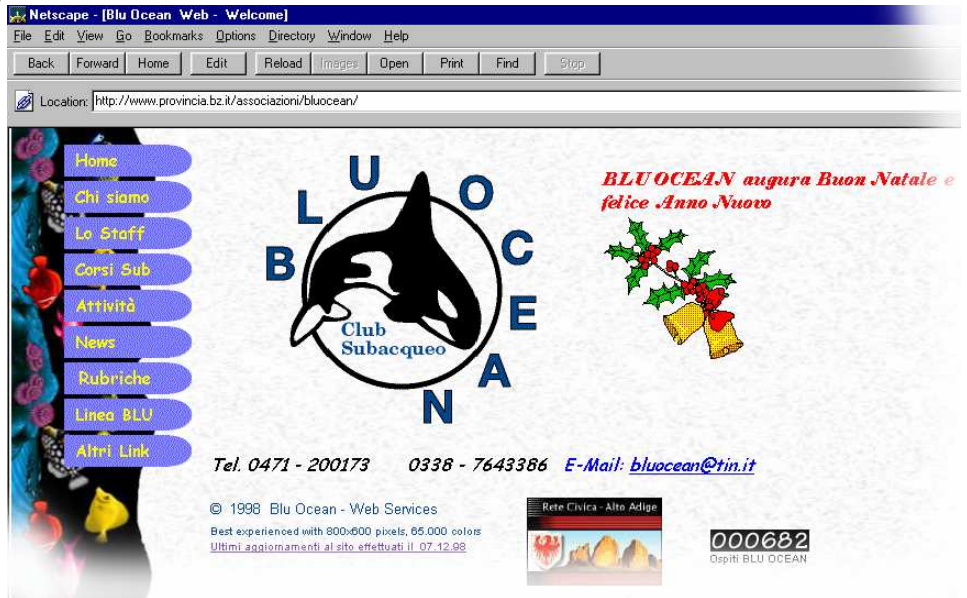 Netscape - [Blu Ocean Web - Welcome]
File Edit View Go Bookmarks Options Directory Window Help
Back Forward Home Edit Reload Images Open Print Find Stop
Location: http://www.provincia.bz.it/associazioni/bluocean/
Home
Chi siamo
Lo Staff
Corsi Sub
Attività
News
Rubriche
Linea BLU
Altri Link
BLU OCEAN
Club
Subacqueo
BLU OCEAN augura Buon Natale e
felice Anno Nuovo
Tel. 0471 - 200173 0338 - 7643386 E-Mail: bluocean@tin.it
© 1998 Blu Ocean - Web Services
Best experienced with 800x600 pixels, 65.000 colors
Ultimi aggiornamenti al sito effettuati il 07.12.98
Rete Civica - Alto Adige
000682
Ospiti BLU OCEAN